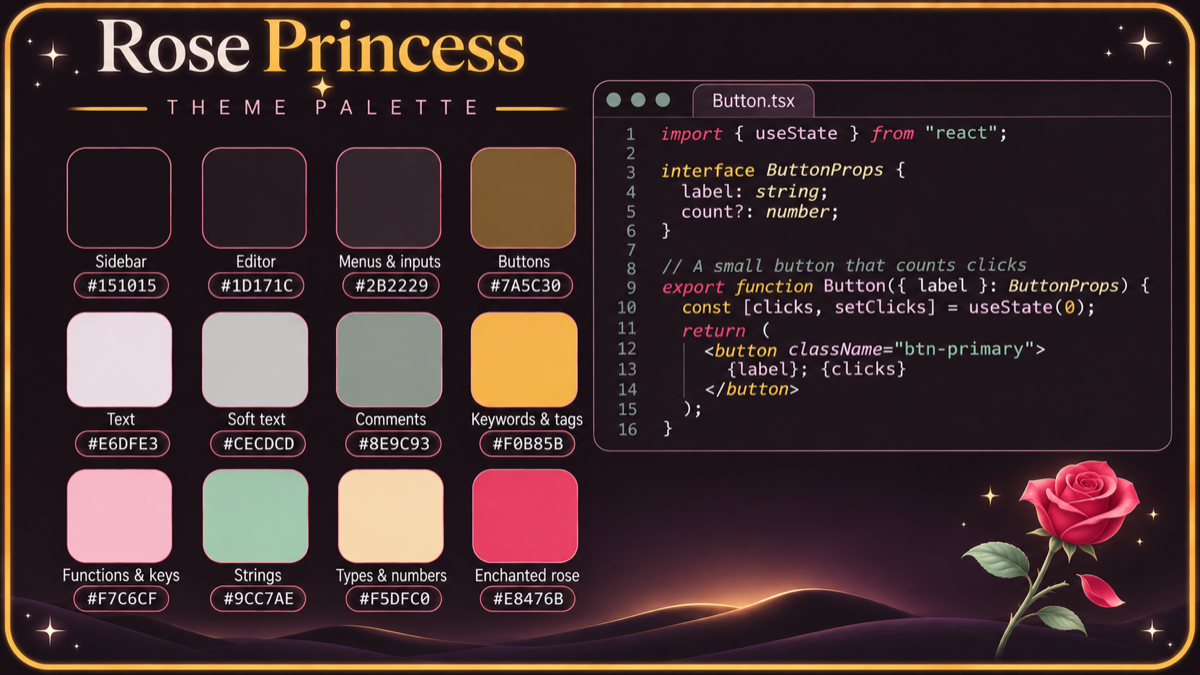 Rose Princess
THEME PALETTE
Sidebar
#151015
Editor
#1D171C
Menus & inputs
#2B2229
Buttons
#7A5C30
Text
#E6DFE3
Soft text
#CECDCD
Comments
#8E9C93
Keywords & tags
#F0B85B
Functions & keys
#F7C6CF
Strings
#9CC7AE
Types & numbers
#F5DFC0
Enchanted rose
#E8476B
Button.tsx
1 import { useState } from "react";
2
3 interface ButtonProps {
4 label: string;
5 count?: number;
6 }
7
8 // A small button that counts clicks
9 export function Button({ label }: ButtonProps) {
10 const [clicks, setClicks] = useState(0);
11 return (
12 <button className="btn-primary">
13 {label}; {clicks}
14 </button>
15 );
16 }